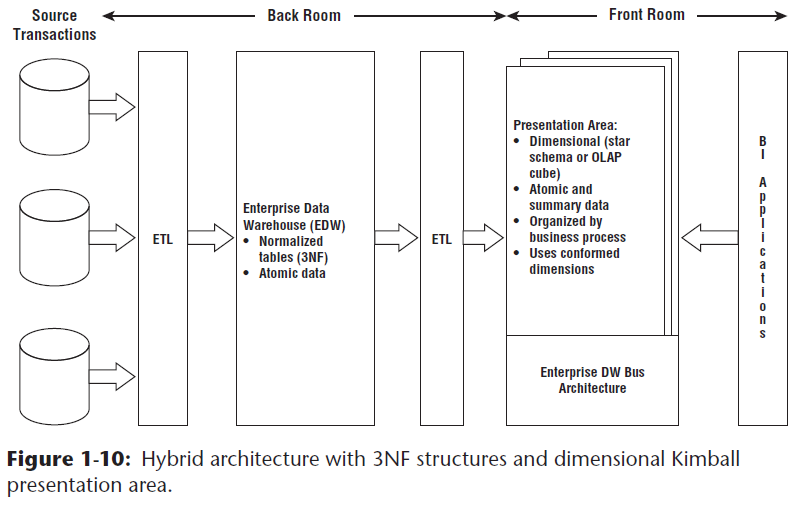 Source
Transactions
Back Room
Front Room
ETL
Enterprise Data
Warehouse (EDW)
• Normalized
tables (3NF)
• Atomic data
ETL
Presentation Area:
• Dimensional (star
schema or OLAP
cube)
• Atomic and
summary data
• Organized by
business process
• Uses conformed
dimensions
Enterprise DW Bus
Architecture
BI Applications
Figure 1-10: Hybrid architecture with 3NF structures and dimensional Kimball
presentation area.